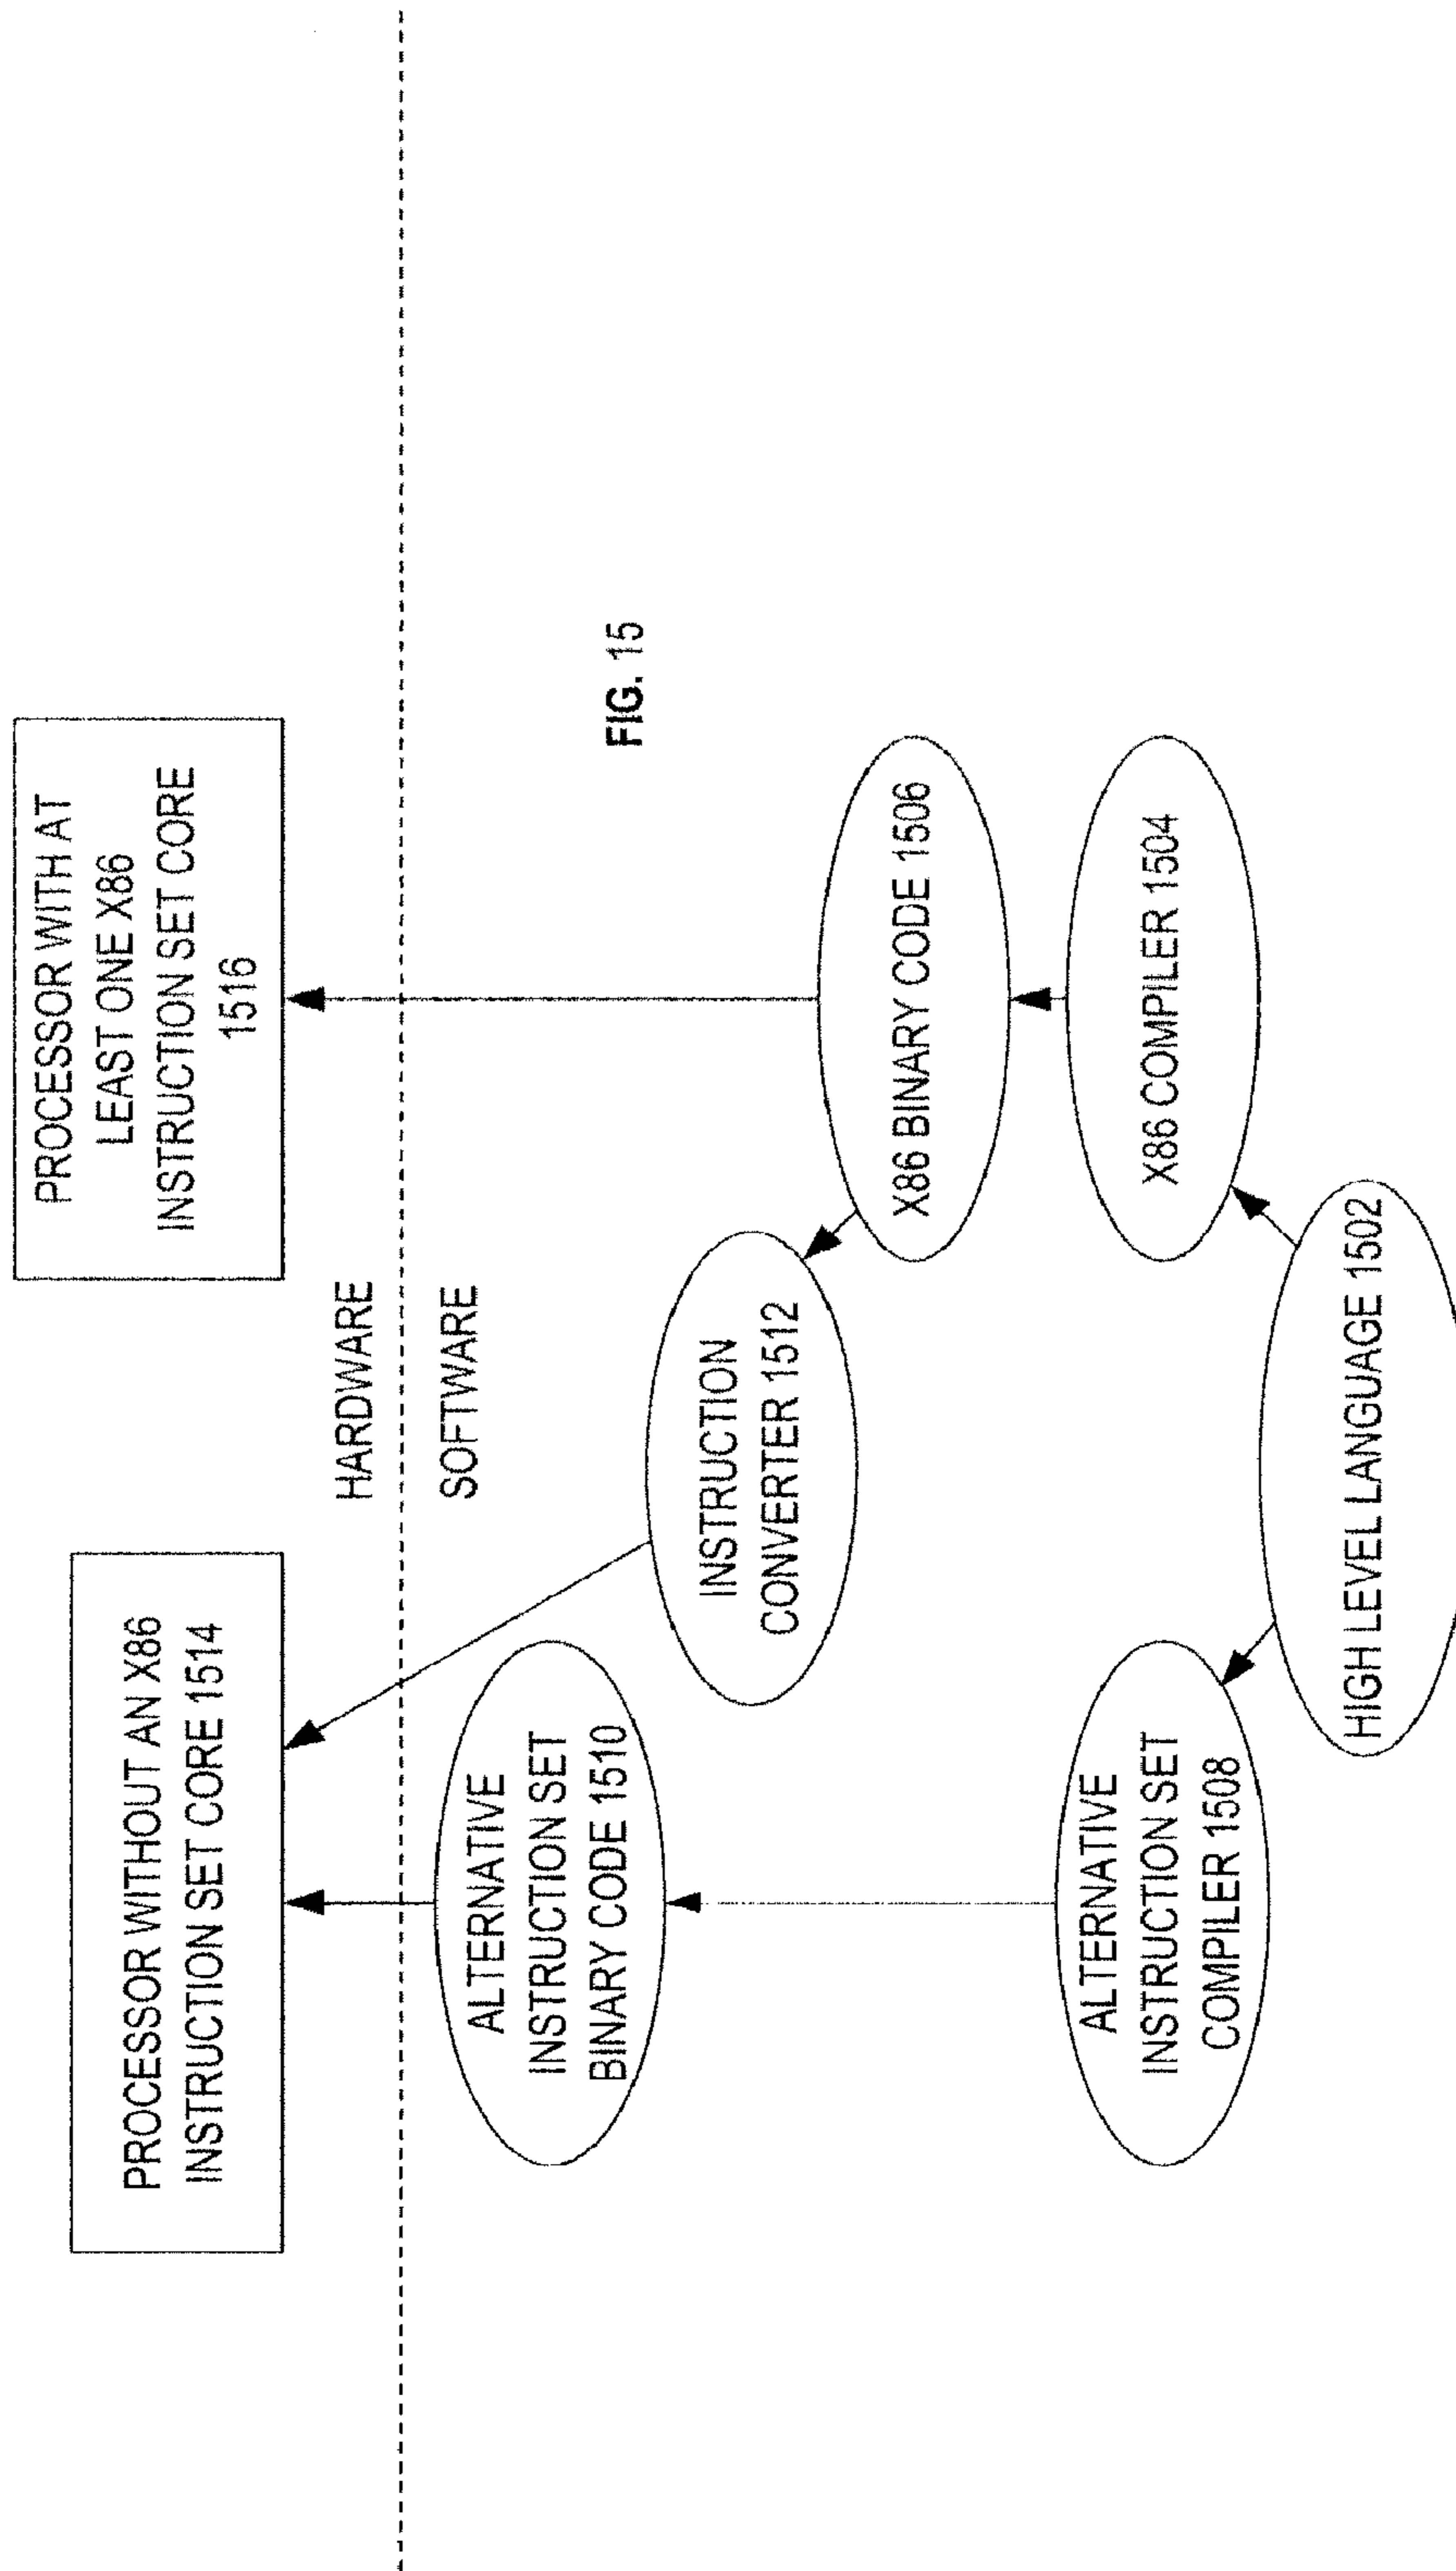 PROCESSOR WITHOUT AN X86
INSTRUCTION SET CORE 1514
PROCESSOR WITH AT
LEAST ONE X86
INSTRUCTION SET CORE
1516
HARDWARE
SOFTWARE
ALTERNATIVE
INSTRUCTION SET
BINARY CODE 1510
INSTRUCTION
CONVERTER 1512
FIG. 15
X86 BINARY CODE 1506
ALTERNATIVE
INSTRUCTION SET
COMPILER 1508
X86 COMPILER 1504
HIGH LEVEL LANGUAGE 1502